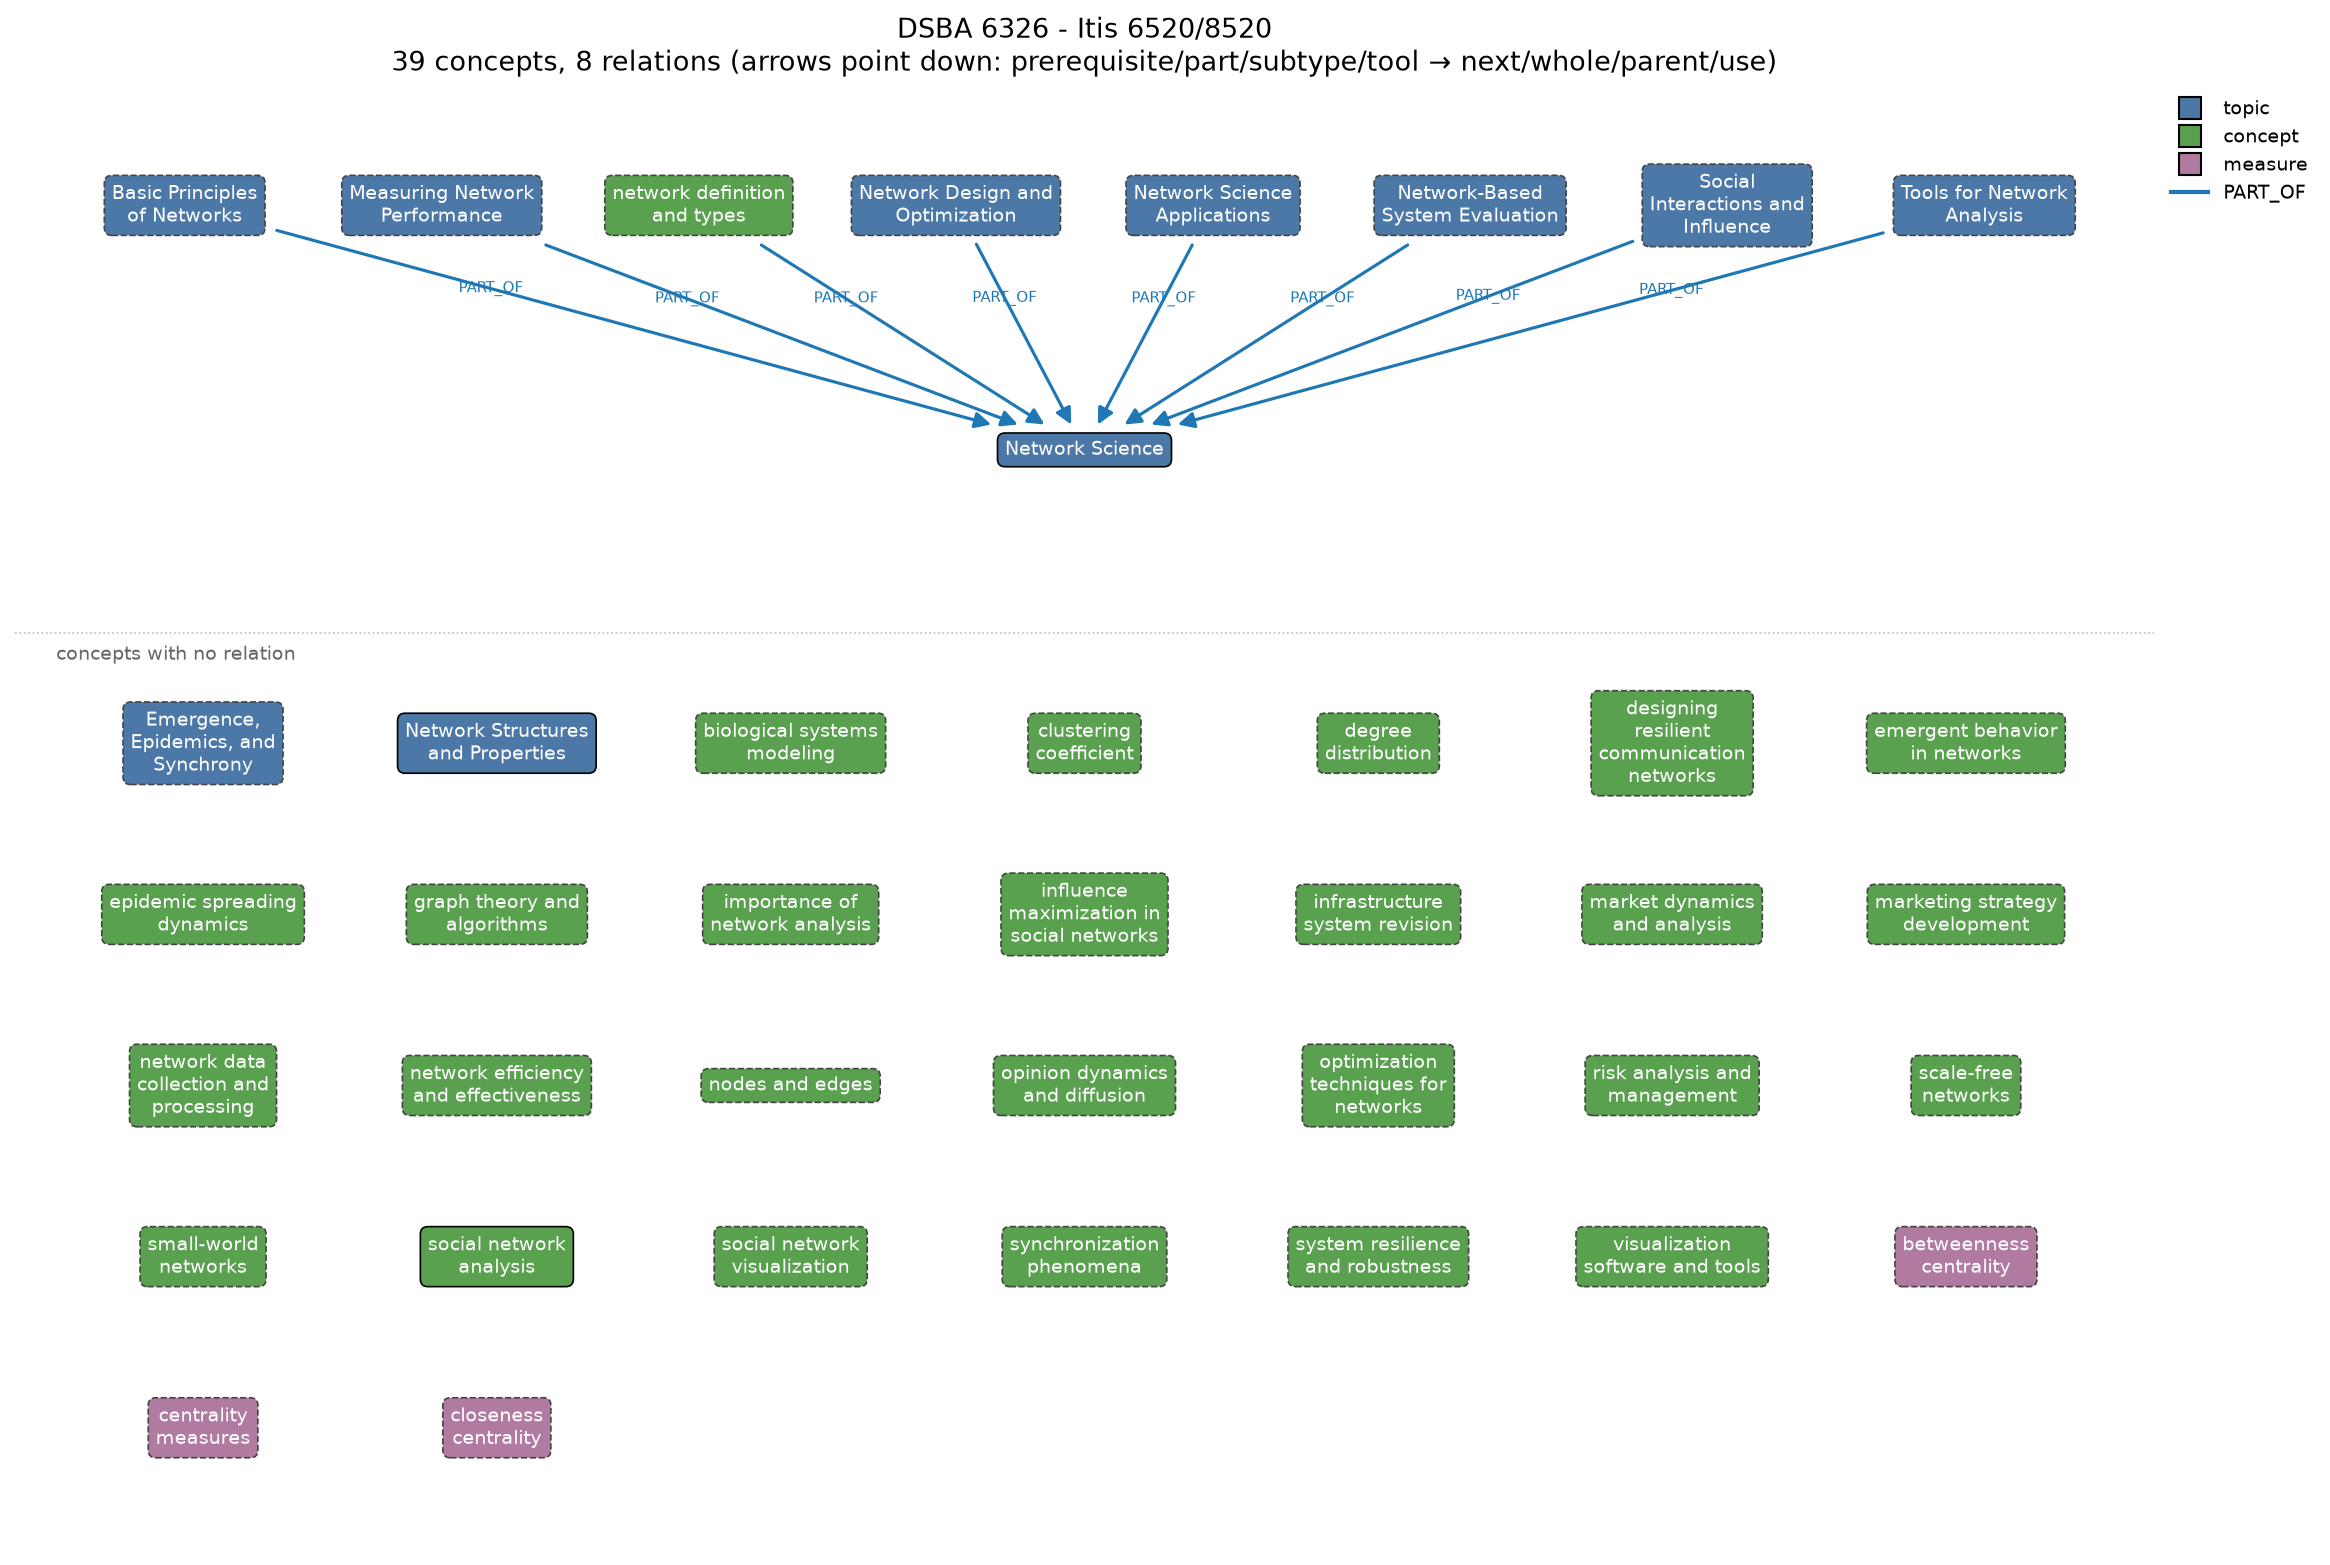 DSBA 6326 - Itis 6520/8520
39 concepts, 8 relations (arrows point down: prerequisite/part/subtype/tool → next/whole/parent/use)
topic
concept
measure
PART_OF
Basic Principles
of Networks
Measuring Network
Performance
network definition
and types
Network Design and
Optimization
Network Science
Applications
Network-Based
System Evaluation
Social
Interactions and
Influence
Tools for Network
Analysis
PART_OF
PART_OF
PART_OF
PART_OF
PART_OF
PART_OF
PART_OF
PART_OF
Network Science
concepts with no relation
Emergence,
Epidemics, and
Synchrony
Network Structures
and Properties
biological systems
modeling
clustering
coefficient
degree
distribution
designing
resilient
communication
networks
emergent behavior
in networks
epidemic spreading
dynamics
graph theory and
algorithms
importance of
network analysis
influence
maximization in
social networks
infrastructure
system revision
market dynamics
and analysis
marketing strategy
development
network data
collection and
processing
network efficiency
and effectiveness
nodes and edges
opinion dynamics
and diffusion
optimization
techniques for
networks
risk analysis and
management
scale-free
networks
small-world
networks
social network
analysis
social network
visualization
synchronization
phenomena
system resilience
and robustness
visualization
software and tools
betweenness
centrality
centrality
measures
closeness
centrality